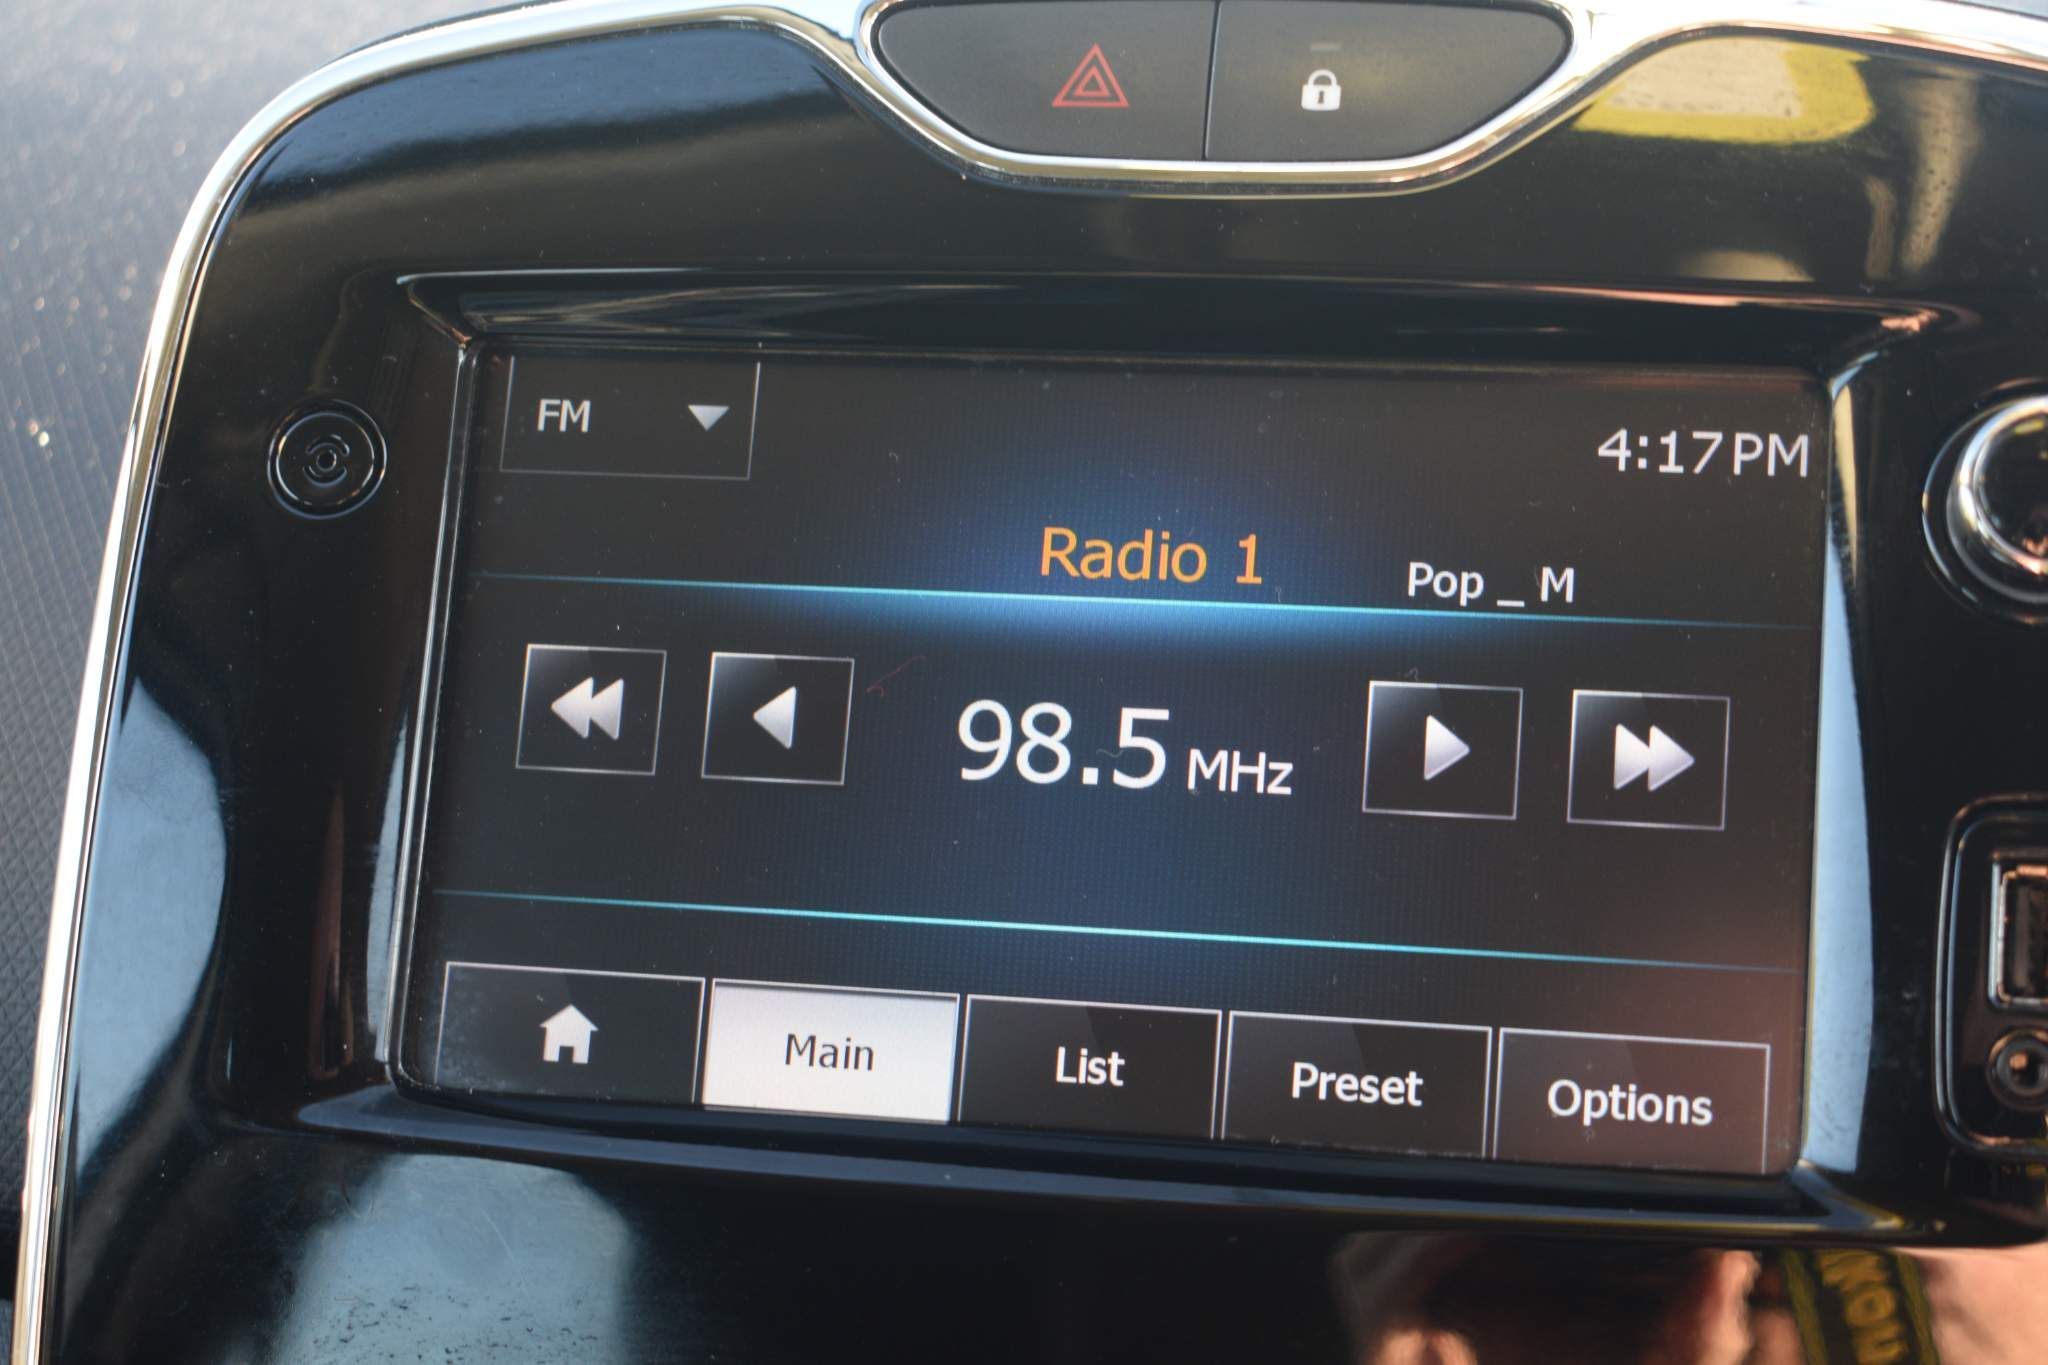 FM
4:17PM
Radio 1
Pop _ M
98.5 MHz
Main
List
Preset
Options